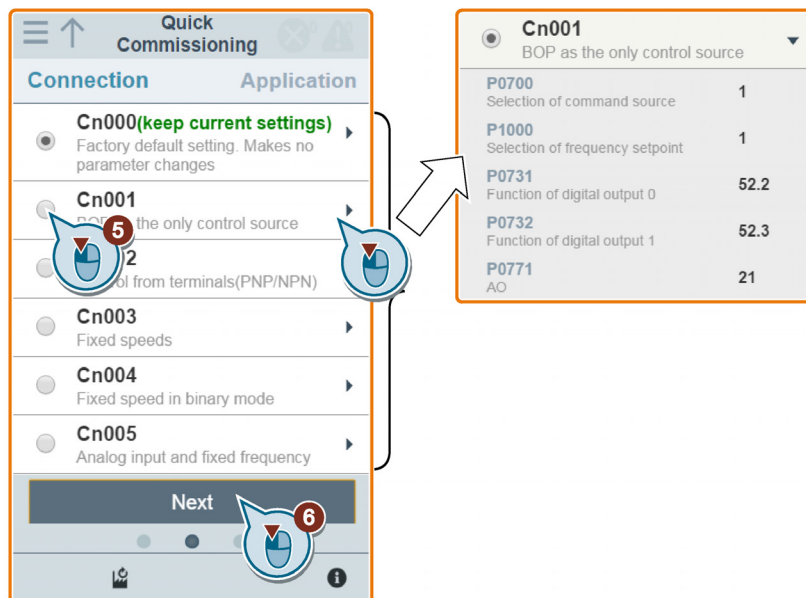 Quick
Commissioning
Connection
Application
Cn000(keep current settings)
Factory default setting. Makes no
parameter changes
Cn001
the only control source
5
2
from terminals(PNP/NPN)
Cn003
Fixed speeds
Cn004
Fixed speed in binary mode
Cn005
Analog input and fixed frequency
Next
6
Cn001
BOP as the only control source
P0700
1
Selection of command source
P1000
1
Selection of frequency setpoint
P0731
52.2
Function of digital output 0
P0732
52.3
Function of digital output 1
P0771
21
AO